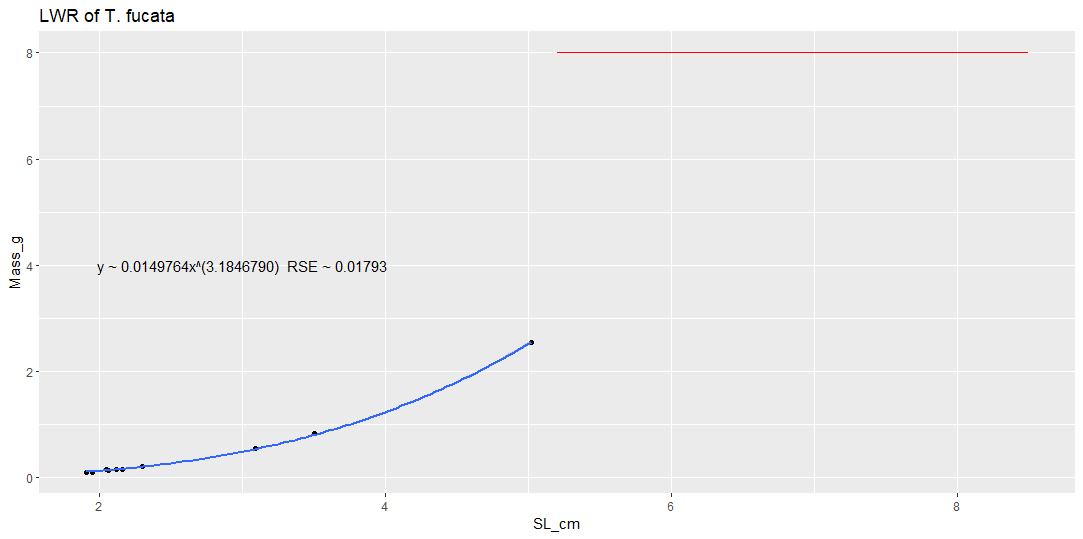 LWR of T. fucata
8
6
4
2
0
Mass_g
y ~ 0.0149764x^(3.1846790)  RSE ~ 0.01793
2
4
6
8
SL_cm